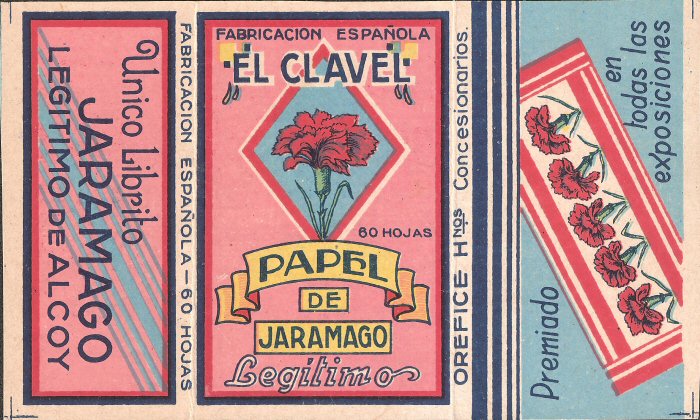 Unico Librito
JARAMAGO
LEGITIMO DE ALCOY
FABRICACION ESPAÑOLA — 60 HOJAS
FABRICACION ESPAÑOLA
"EL CLAVEL"
60 HOJAS
PAPEL
DE
JARAMAGO
Legítimo
OREFICE Hnos Concesionarios.
Premiado
en
todas las
exposiciones